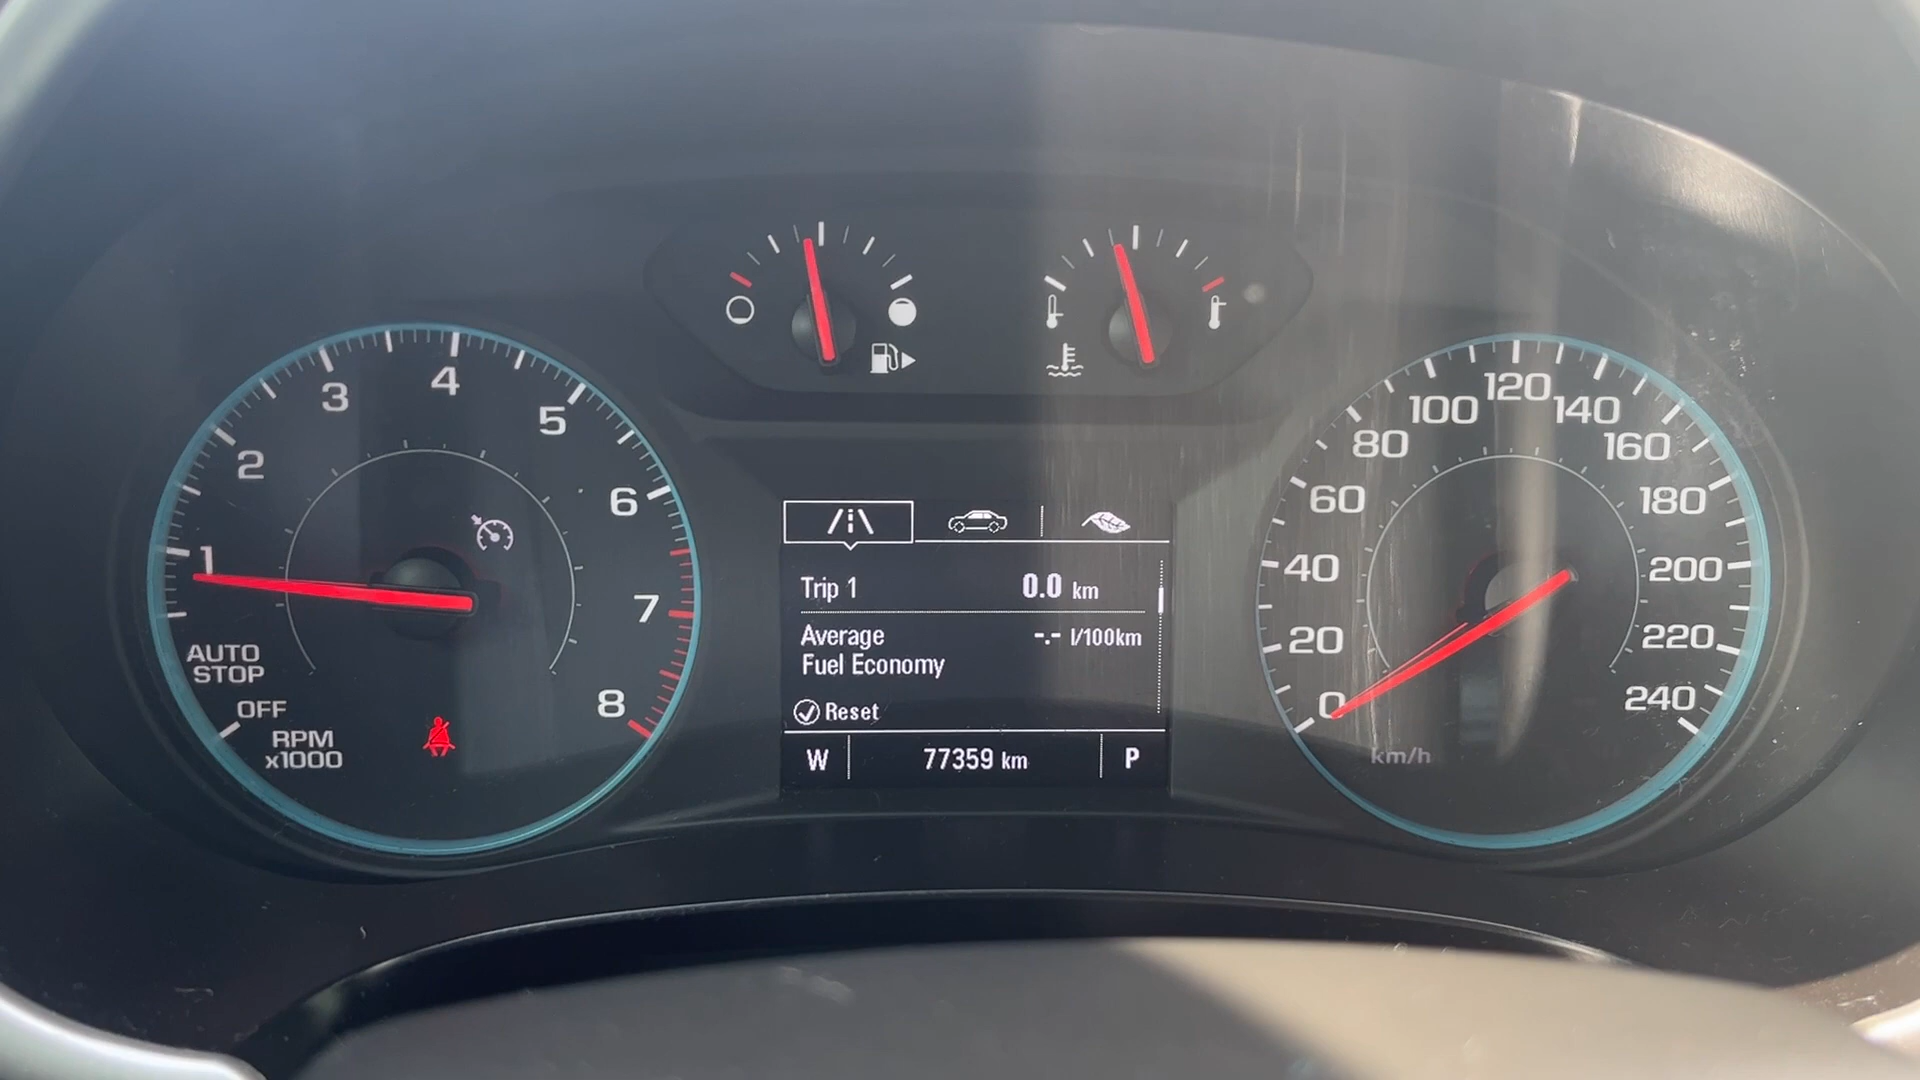 1
2
3
4
5
6
7
8
AUTO
STOP
OFF
RPM
x1000
Trip 1 0.0 km
Average -.- l/100km
Fuel Economy
Reset
W 77359 km P
0
20
40
60
80
100
120
140
160
180
200
220
240
km/h